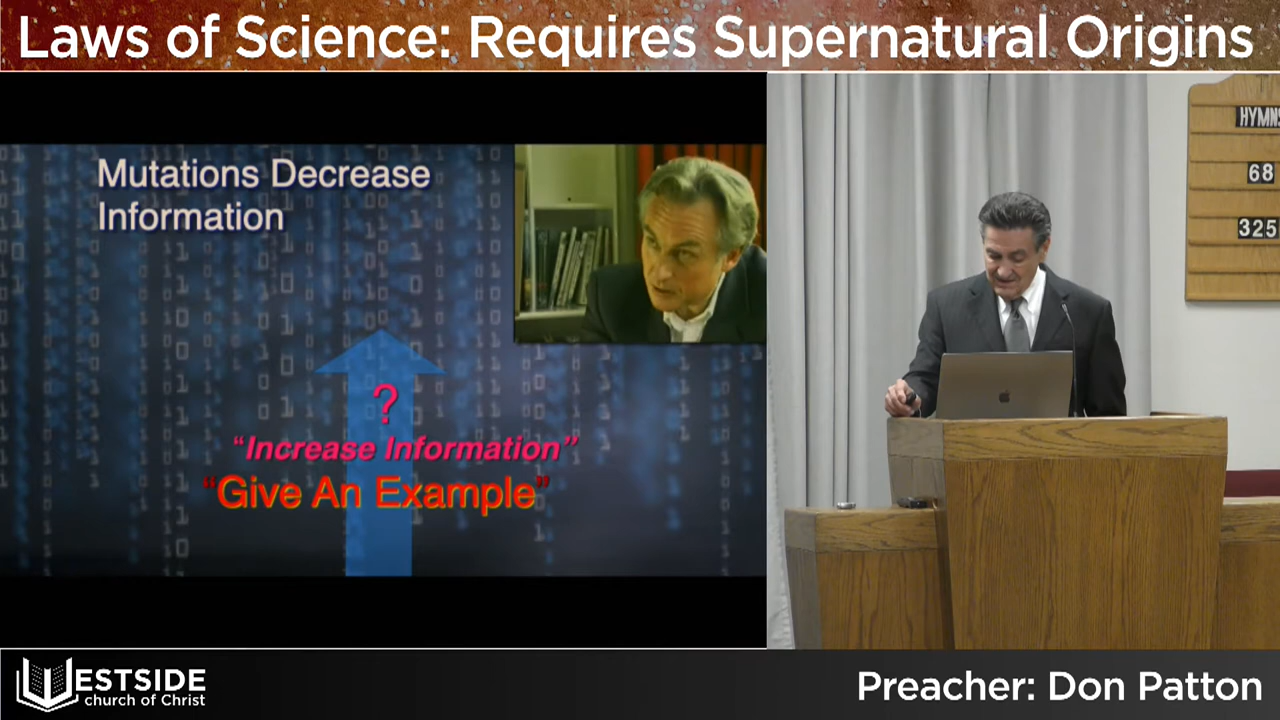 Laws of Science: Requires Supernatural Origins
Mutations Decrease
Information
?
“Increase Information”
“Give An Example”
HYMNS
68
325
WESTSIDE
church of Christ
Preacher: Don Patton